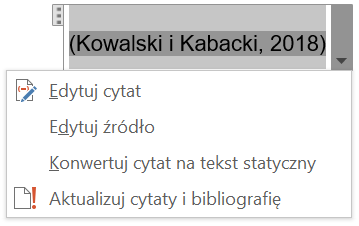 (Kowalski i Kabacki, 2018)
Edytuj cytat
Edytuj źródło
Konwertuj cytat na tekst statyczny
Aktualizuj cytaty i bibliografię